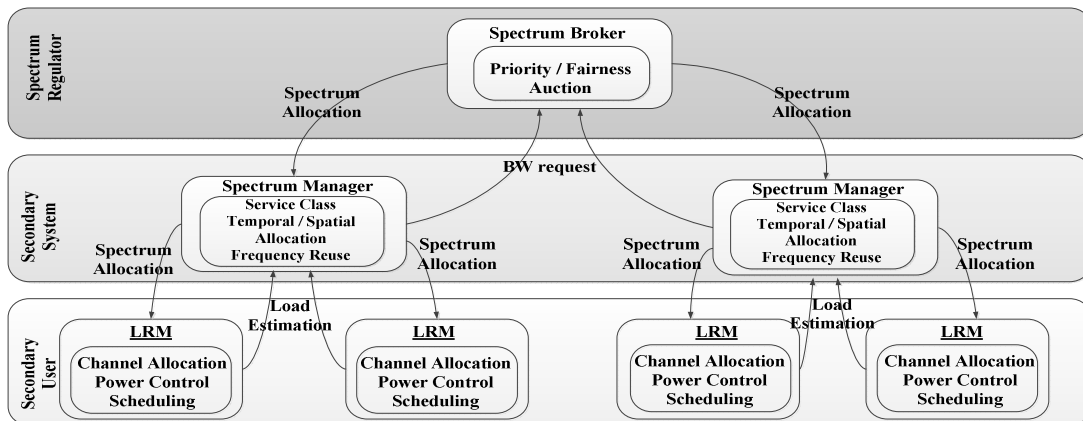 Spectrum
Regulator
Spectrum Broker
Priority / Fairness
Auction
Spectrum
Allocation
Spectrum
Allocation
BW request
Secondary
System
Spectrum Manager
Service Class
Temporal / Spatial
Allocation
Frequency Reuse
Spectrum Manager
Service Class
Temporal / Spatial
Allocation
Frequency Reuse
Spectrum
Allocation
Spectrum
Allocation
Spectrum
Allocation
Spectrum
Allocation
Load
Estimation
Load
Estimation
Secondary
User
LRM
Channel Allocation
Power Control
Scheduling
LRM
Channel Allocation
Power Control
Scheduling
LRM
Channel Allocation
Power Control
Scheduling
LRM
Channel Allocation
Power Control
Scheduling